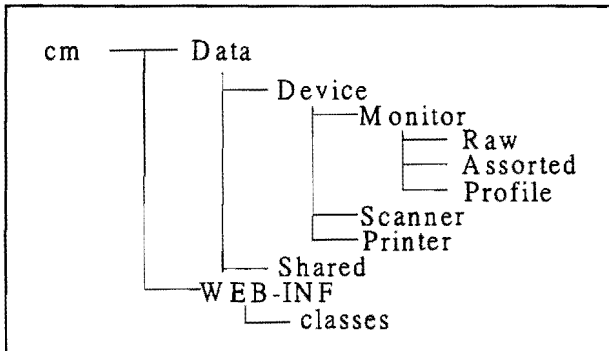 cm Data
Device
Monitor
Raw
Assorted
Profile
Scanner
Printer
Shared
WEB-INF
classes